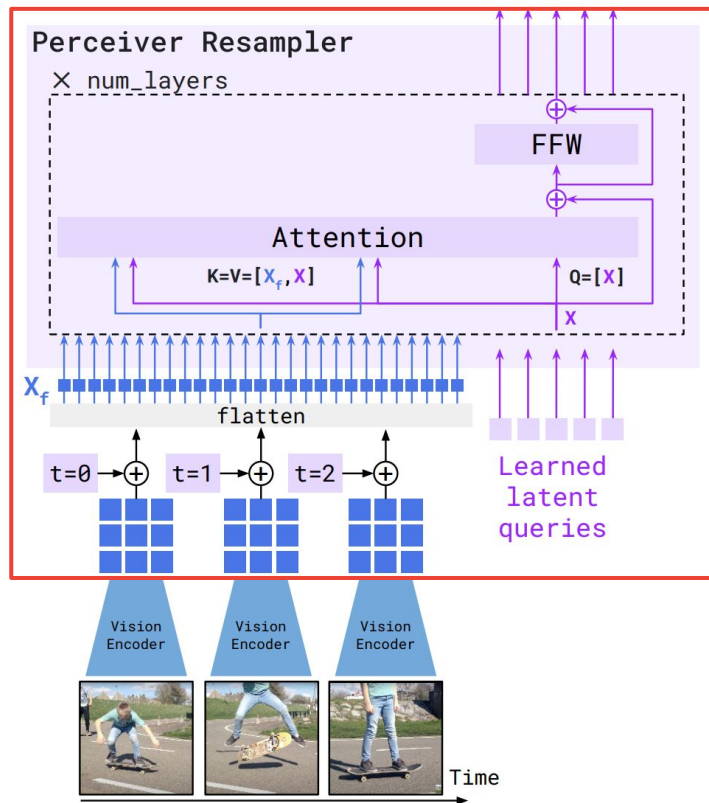 Perceiver Resampler
× num_layers
FFW
Attention
K=V=[Xf,X]
Q=[X]
X
Xf
flatten
t=0
t=1
t=2
Learned
latent
queries
Vision
Encoder
Vision
Encoder
Vision
Encoder
Time